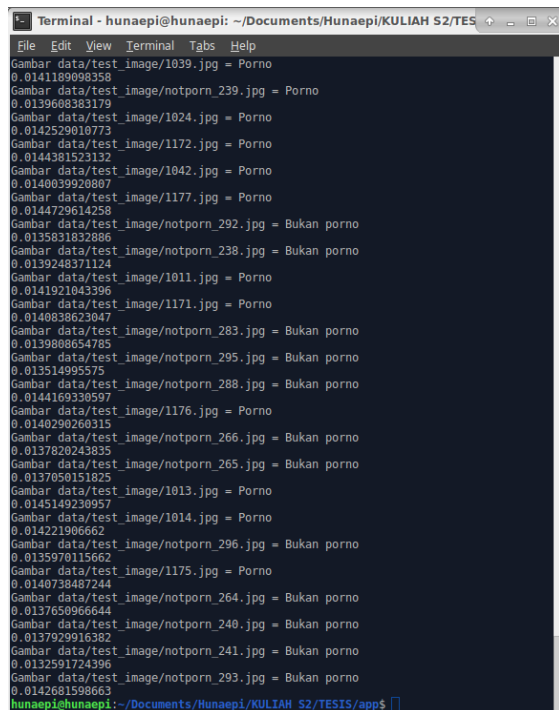 Terminal - hunaepi@hunaepi: ~/Documents/Hunaepi/KULIAH S2/TES
File Edit View Terminal Tabs Help
Gambar data/test_image/1039.jpg = Porno
0.0141189098358
Gambar data/test_image/notporn_239.jpg = Porno
0.0139608383179
Gambar data/test_image/1024.jpg = Porno
0.0142529010773
Gambar data/test_image/1172.jpg = Porno
0.0144381523132
Gambar data/test_image/1042.jpg = Porno
0.0140039920807
Gambar data/test_image/1177.jpg = Porno
0.0144729614258
Gambar data/test_image/notporn_292.jpg = Bukan porno
0.0135831832886
Gambar data/test_image/notporn_238.jpg = Bukan porno
0.0139248371124
Gambar data/test_image/1011.jpg = Porno
0.0141921043396
Gambar data/test_image/1171.jpg = Porno
0.0140838623047
Gambar data/test_image/notporn_283.jpg = Bukan porno
0.0139808654785
Gambar data/test_image/notporn_295.jpg = Bukan porno
0.013514995575
Gambar data/test_image/notporn_288.jpg = Bukan porno
0.0144169330597
Gambar data/test_image/1176.jpg = Porno
0.0140290260315
Gambar data/test_image/notporn_266.jpg = Bukan porno
0.0137820243835
Gambar data/test_image/notporn_265.jpg = Bukan porno
0.0137050151825
Gambar data/test_image/1013.jpg = Porno
0.0145149230957
Gambar data/test_image/1014.jpg = Porno
0.014221906662
Gambar data/test_image/notporn_296.jpg = Bukan porno
0.0135970115662
Gambar data/test_image/1175.jpg = Porno
0.0140738487244
Gambar data/test_image/notporn_264.jpg = Bukan porno
0.0137650966644
Gambar data/test_image/notporn_240.jpg = Bukan porno
0.0137929916382
Gambar data/test_image/notporn_241.jpg = Bukan porno
0.0132591724396
Gambar data/test_image/notporn_293.jpg = Bukan porno
0.0142681598663
hunaepi@hunaepi:~/Documents/Hunaepi/KULIAH S2/TESIS/app$